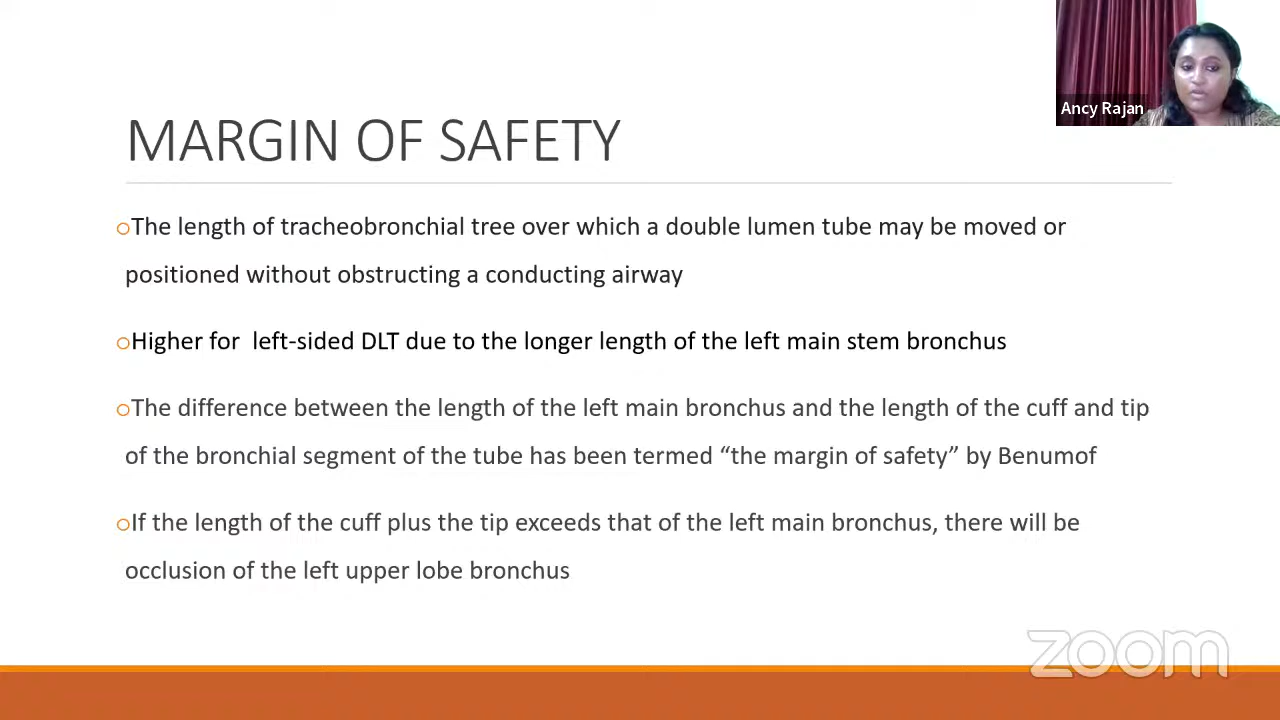 Ancy Rajan
MARGIN OF SAFETY
oThe length of tracheobronchial tree over which a double lumen tube may be moved or
positioned without obstructing a conducting airway
oHigher for left-sided DLT due to the longer length of the left main stem bronchus
oThe difference between the length of the left main bronchus and the length of the cuff and tip
of the bronchial segment of the tube has been termed “the margin of safety” by Benumof
oIf the length of the cuff plus the tip exceeds that of the left main bronchus, there will be
occlusion of the left upper lobe bronchus
zoom